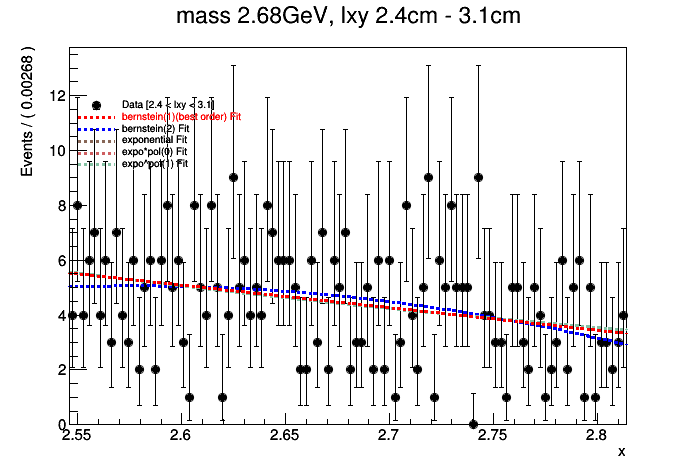 mass 2.68GeV, lxy 2.4cm - 3.1cm
Events / ( 0.00268 )
12
10
8
6
4
2
0
Data [2.4 < lxy < 3.1]
bernstein(1)(best order) Fit
bernstein(2) Fit
exponential Fit
expo*pol(0) Fit
expo*pol(1) Fit
2.55
2.6
2.65
2.7
2.75
2.8
x